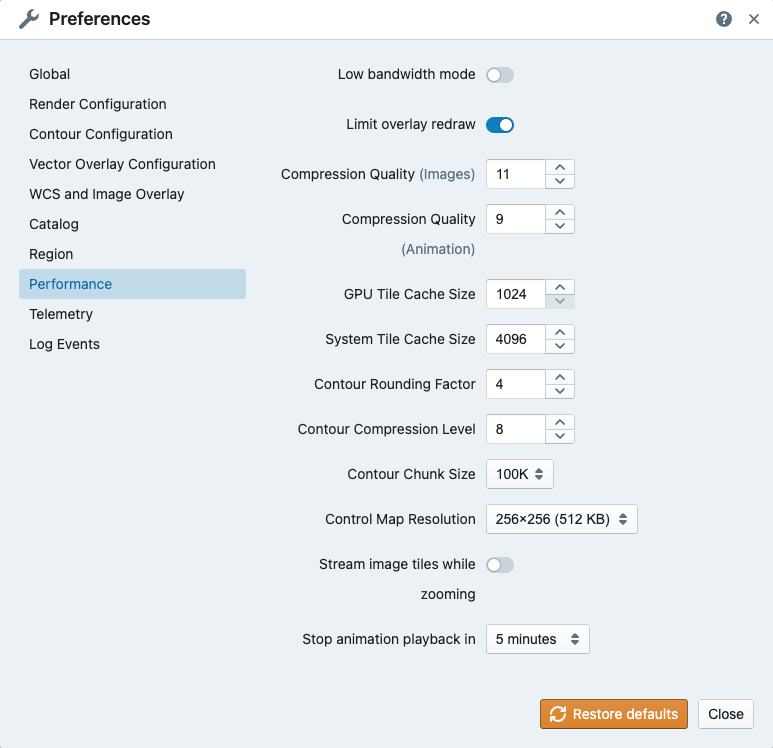 Preferences
Global
Render Configuration
Contour Configuration
Vector Overlay Configuration
WCS and Image Overlay
Catalog
Region
Performance
Telemetry
Log Events
Low bandwidth mode
Limit overlay redraw
Compression Quality (Images) 11
Compression Quality 9
(Animation)
GPU Tile Cache Size 1024
System Tile Cache Size 4096
Contour Rounding Factor 4
Contour Compression Level 8
Contour Chunk Size 100K
Control Map Resolution 256×256 (512 KB)
Stream image tiles while
zooming
Stop animation playback in 5 minutes
Restore defaults Close